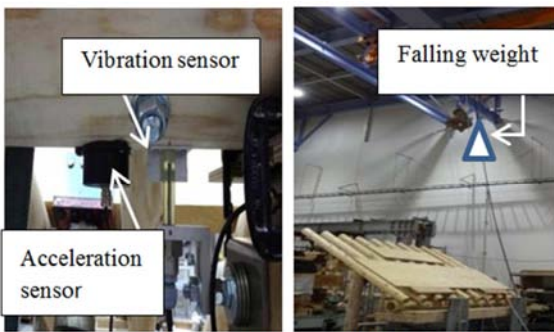 Vibration sensor
Falling weight
Acceleration
sensor